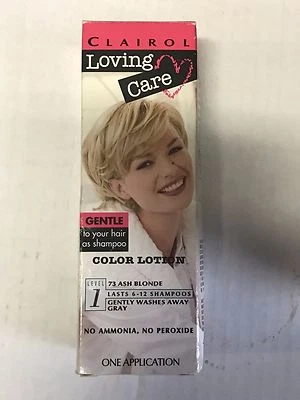 CLAIROL
Loving
Care
GENTLE
to your hair
as shampoo
COLOR LOTION
LEVEL
1
73 ASH BLONDE
LASTS 6-12 SHAMPOOS
GENTLY WASHES AWAY
GRAY
NO AMMONIA, NO PEROXIDE
ONE APPLICATION